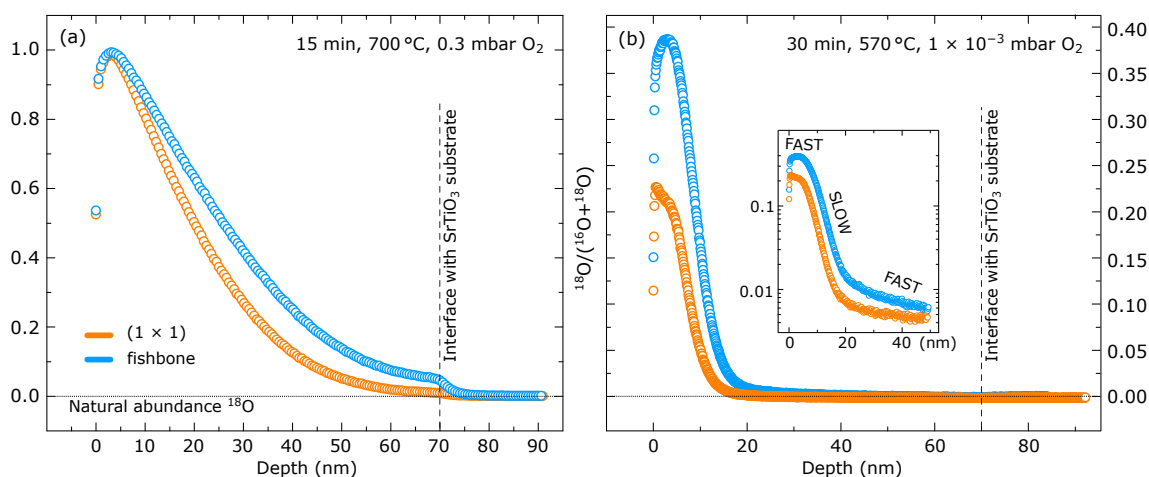 (a)
15 min, 700 °C, 0.3 mbar O₂
1.0
0.8
0.6
0.4
0.2
0.0
(1 × 1)
fishbone
Natural abundance ¹⁸O
Interface with SrTiO₃ substrate
0 10 20 30 40 50 60 70 80 90
Depth (nm)
¹⁸O/(¹⁶O+¹⁸O)
(b)
30 min, 570 °C, 1 × 10⁻³ mbar O₂
0.40
0.35
0.30
0.25
0.20
0.15
0.10
0.05
0.00
FAST
SLOW
FAST
0.1
0.01
0 20 40 (nm)
Interface with SrTiO₃ substrate
0 20 40 60 80
Depth (nm)